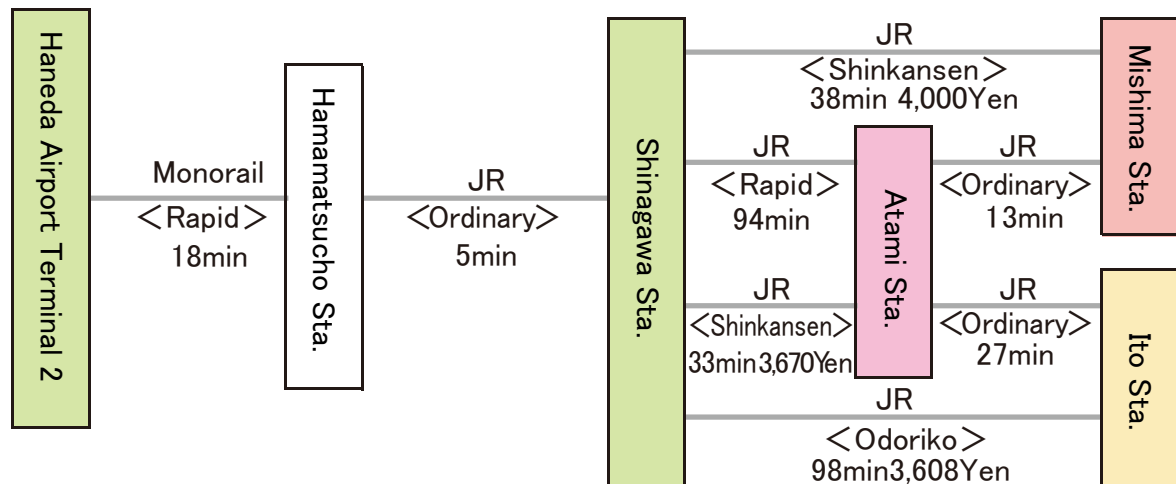 Haneda Airport Terminal 2
Monorail
<Rapid>
18min
Hamamatsucho Sta.
JR
<Ordinary>
5min
Shinagawa Sta.
JR
<Shinkansen>
38min 4,000Yen
JR
<Rapid>
94min
Atami Sta.
JR
<Ordinary>
13min
Mishima Sta.
JR
<Shinkansen>
33min3,670Yen
JR
<Ordinary>
27min
JR
<Odoriko>
98min3,608Yen
Ito Sta.